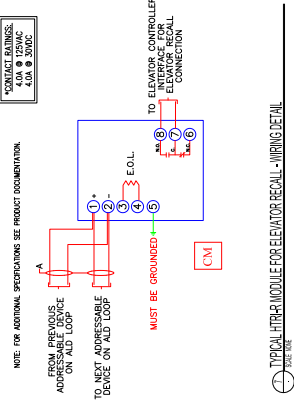 *CONTACT RATINGS:
4.0A @ 125VAC
4.0A @ 30VDC
NOTE: FOR ADDITIONAL SPECIFICATIONS SEE PRODUCT DOCUMENTATION.
TO ELEVATOR CONTROLLER
INTERFACE FOR
ELEVATOR RECALL
CONNECTION
8
7
6
N.O.
C.
N.C.
E.O.L.
+
-
1
2
3
4
5
A
FROM PREVIOUS
ADDRESSABLE DEVICE
ON ALD LOOP
TO NEXT ADDRESSABLE
DEVICE ON ALD LOOP
MUST BE GROUNDED
CM
7
TYPICAL HTRI-R MODULE FOR ELEVATOR RECALL - WIRING DETAIL
SCALE: NONE